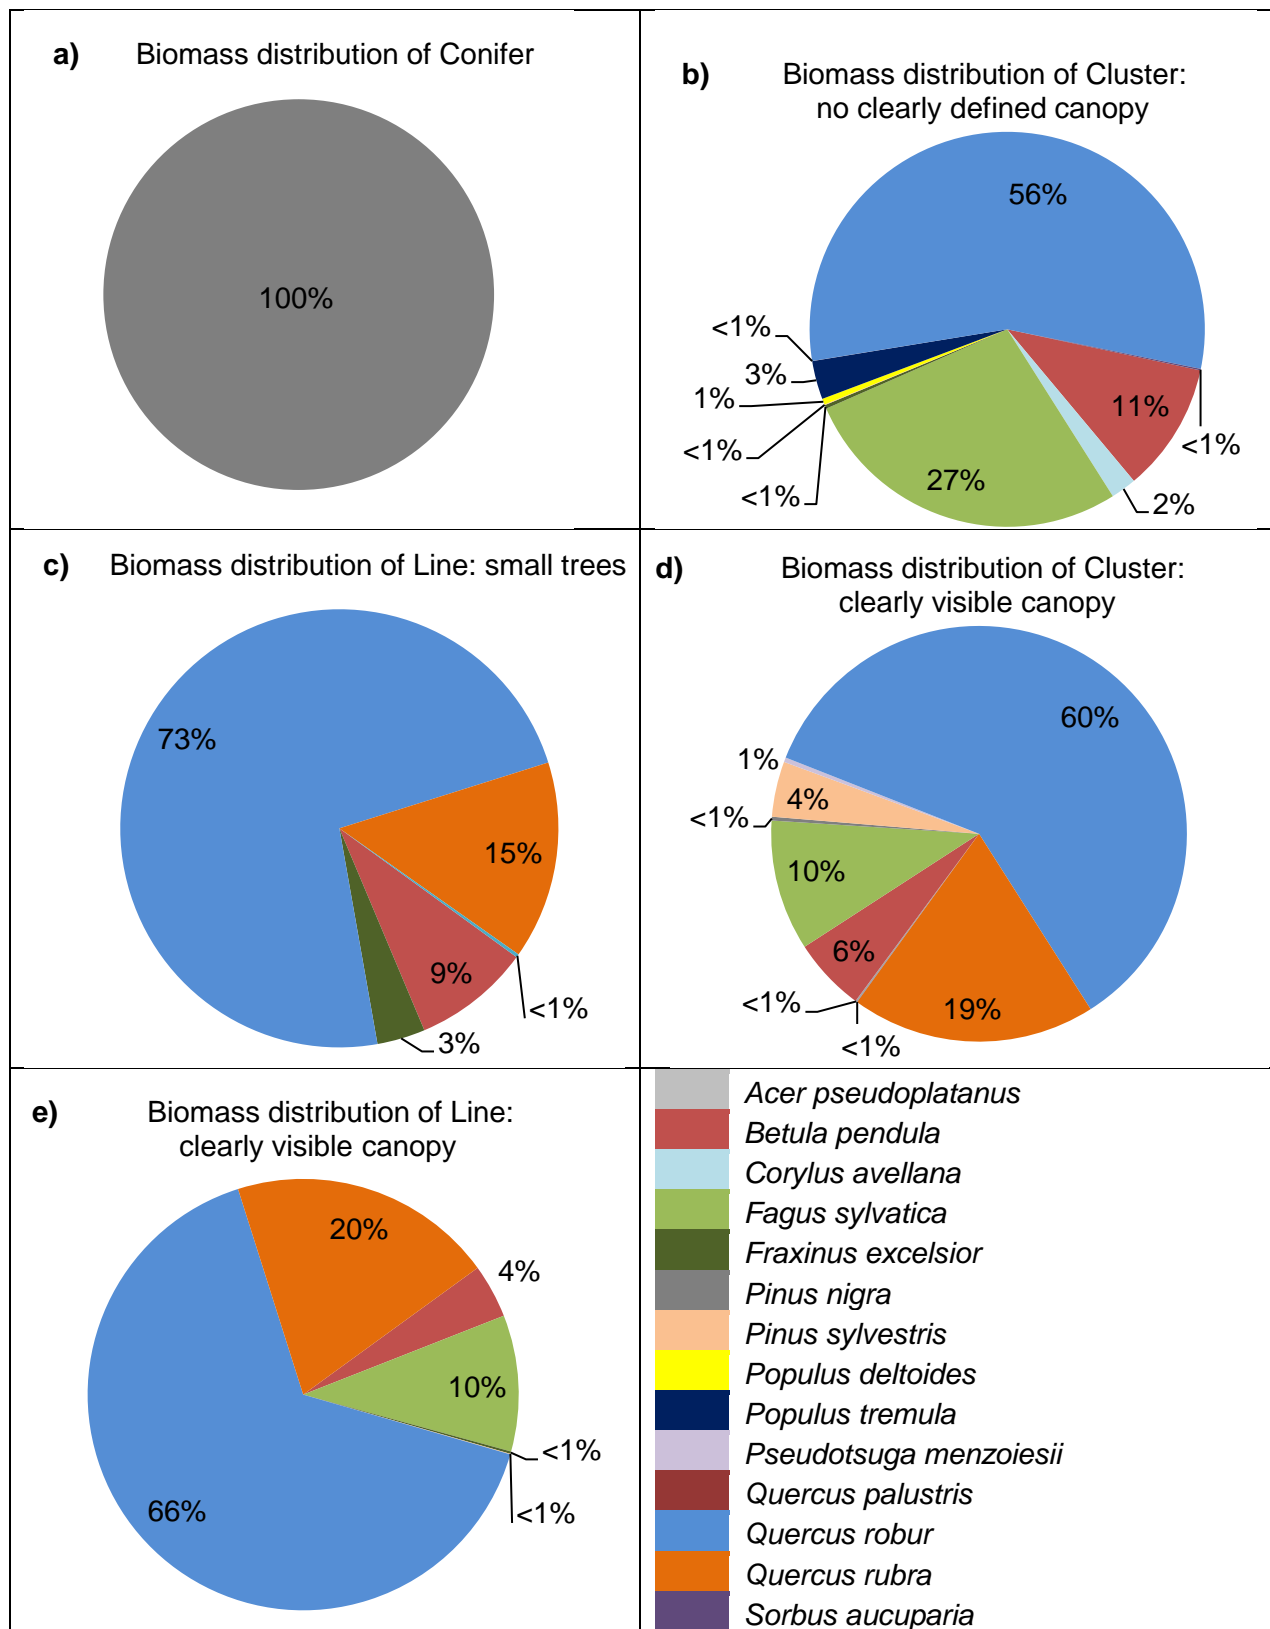 a) Biomass distribution of Conifer
100%
b) Biomass distribution of Cluster:
no clearly defined canopy
56%
<1%
3%
1%
<1%
<1%
27%
11%
<1%
2%
c) Biomass distribution of Line: small trees
73%
15%
9%
<1%
3%
d) Biomass distribution of Cluster:
clearly visible canopy
60%
1%
4%
<1%
10%
6%
<1%
19%
<1%
e) Biomass distribution of Line:
clearly visible canopy
20%
4%
10%
<1%
66%
<1%
Acer pseudoplatanus
Betula pendula
Corylus avellana
Fagus sylvatica
Fraxinus excelsior
Pinus nigra
Pinus sylvestris
Populus deltoides
Populus tremula
Pseudotsuga menzoiesii
Quercus palustris
Quercus robur
Quercus rubra
Sorbus aucuparia